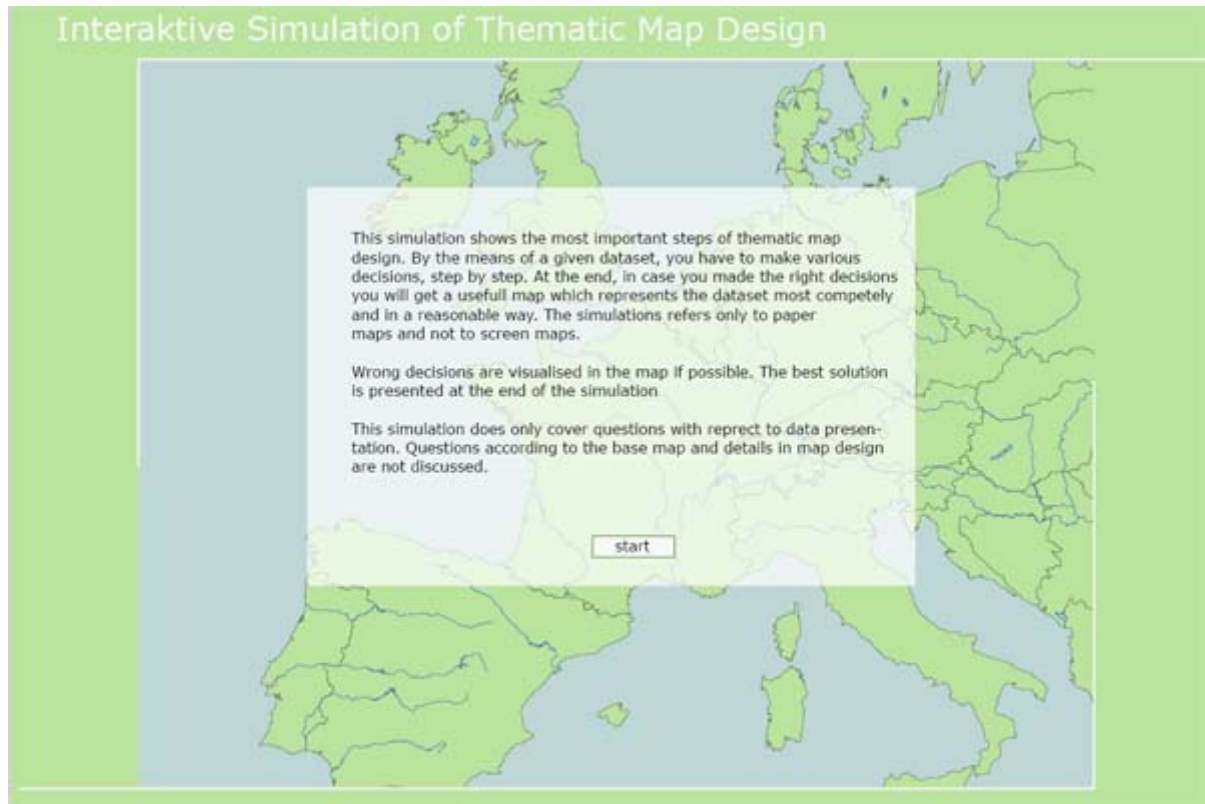 Interaktive Simulation of Thematic Map Design
This simulation shows the most important steps of thematic map
design. By the means of a given dataset, you have to make various
decisions, step by step. At the end, in case you made the right decisions
you will get a usefull map which represents the dataset most competely
and in a reasonable way. The simulations refers only to paper
maps and not to screen maps.
Wrong decisions are visualised in the map if possible. The best solution
is presented at the end of the simulation
This simulation does only cover questions with reprect to data presen-
tation. Questions according to the base map and details in map design
are not discussed.
start